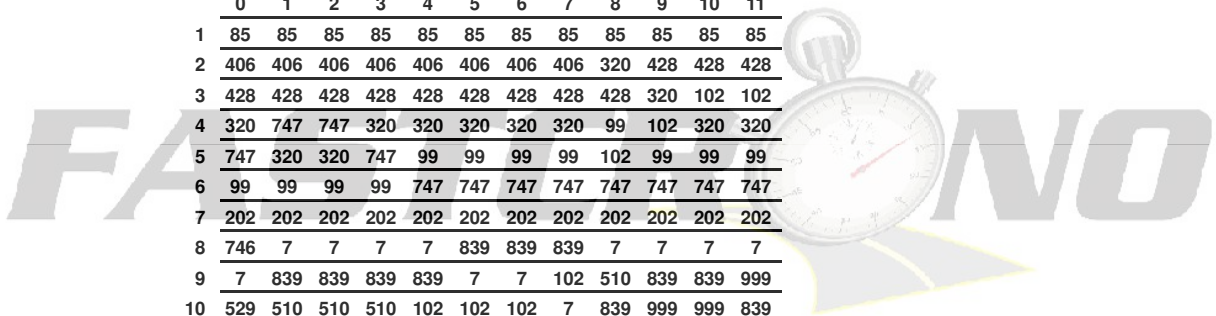 0 1 2 3 4 5 6 7 8 9 10 11
1 85 85 85 85 85 85 85 85 85 85 85 85
2 406 406 406 406 406 406 406 406 320 428 428 428
3 428 428 428 428 428 428 428 428 428 320 102 102
4 320 747 747 320 320 320 320 320 99 102 320 320
5 747 320 320 747 99 99 99 99 102 99 99 99
6 99 99 99 99 747 747 747 747 747 747 747 747
7 202 202 202 202 202 202 202 202 202 202 202 202
8 746 7 7 7 7 839 839 839 7 7 7 7
9 7 839 839 839 839 7 7 102 510 839 839 999
10 529 510 510 510 102 102 102 7 839 999 999 839
FASTCRONO